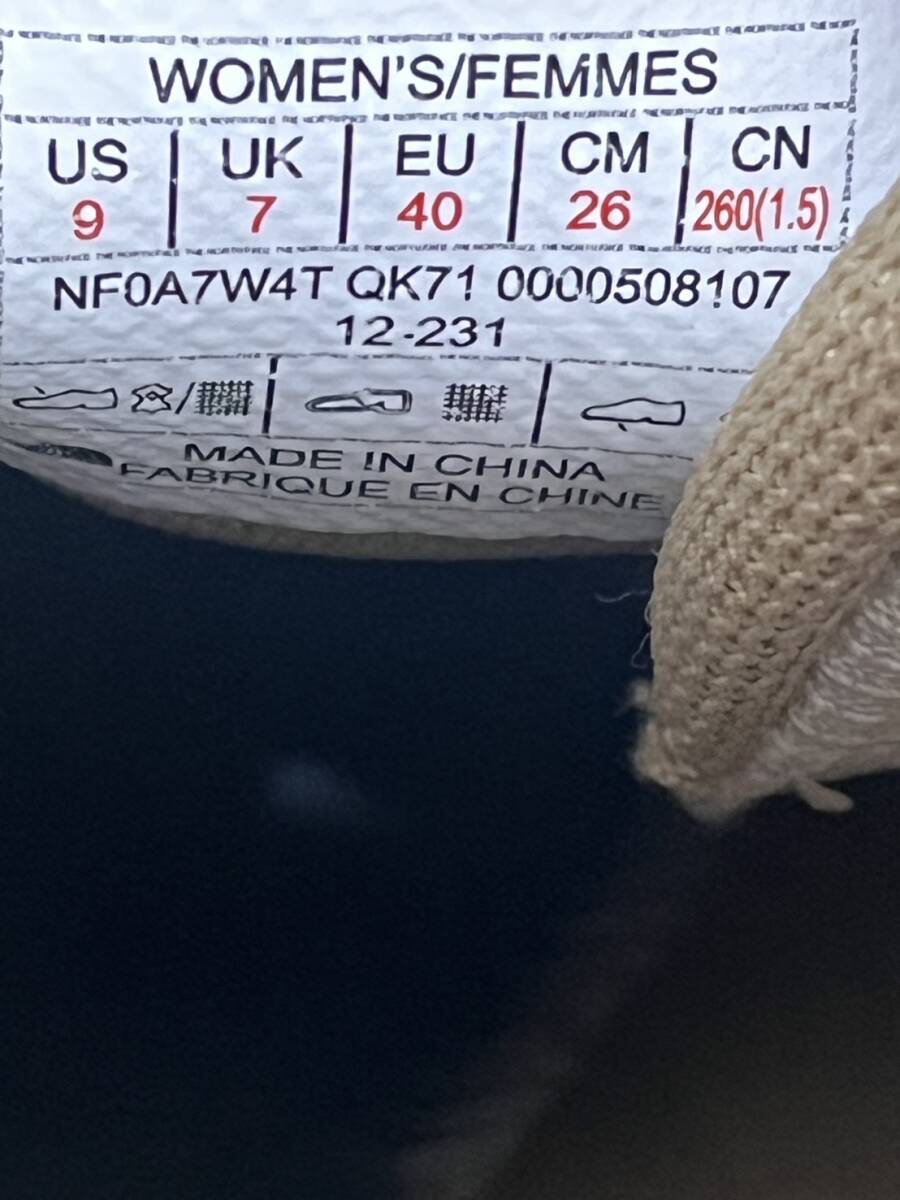 WOMEN'S/FEMMES
US | UK | EU | CM | CN
9 | 7 | 40 | 26 | 260(1.5)
NF0A7W4T QK71 0000508107
12-231
MADE IN CHINA
FABRIQUE EN CHINE